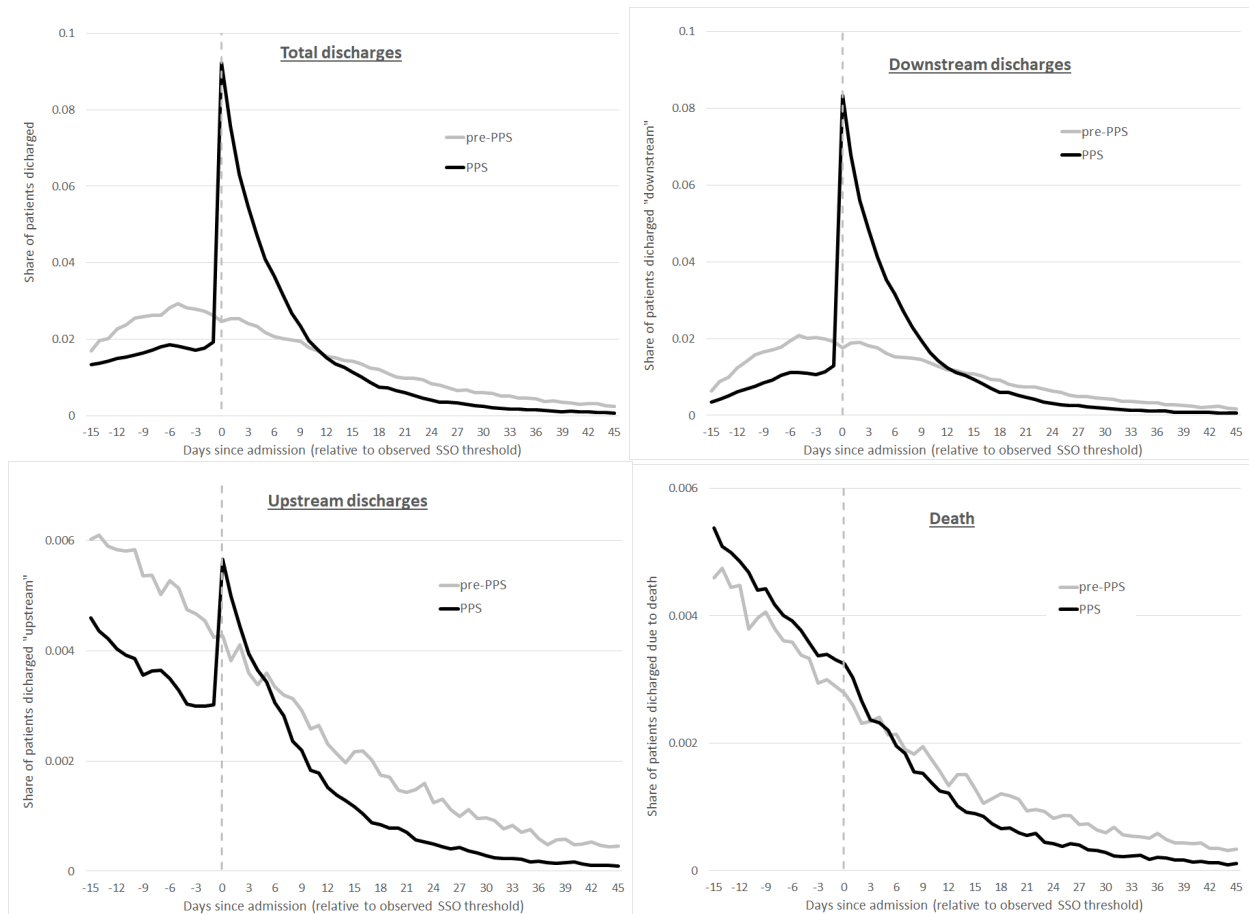 Total discharges
Share of patients dicharged
0.1
0.08
0.06
0.04
0.02
0
pre-PPS
PPS
-15 -12 -9 -6 -3 0 3 6 9 12 15 18 21 24 27 30 33 36 39 42 45
Days since admission (relative to observed SSO threshold)
Downstream discharges
Share of patients dicharged "downstream"
0.1
0.08
0.06
0.04
0.02
0
pre-PPS
PPS
-15 -12 -9 -6 -3 0 3 6 9 12 15 18 21 24 27 30 33 36 39 42 45
Days since admission (relative to observed SSO threshold)
Upstream discharges
Share of patients dicharged "upstream"
0.006
0.004
0.002
0
pre-PPS
PPS
-15 -12 -9 -6 -3 0 3 6 9 12 15 18 21 24 27 30 33 36 39 42 45
Days since admission (relative to observed SSO threshold)
Death
Share of patients dicharged due to death
0.006
0.004
0.002
0
pre-PPS
PPS
-15 -12 -9 -6 -3 0 3 6 9 12 15 18 21 24 27 30 33 36 39 42 45
Days since admission (relative to observed SSO threshold)